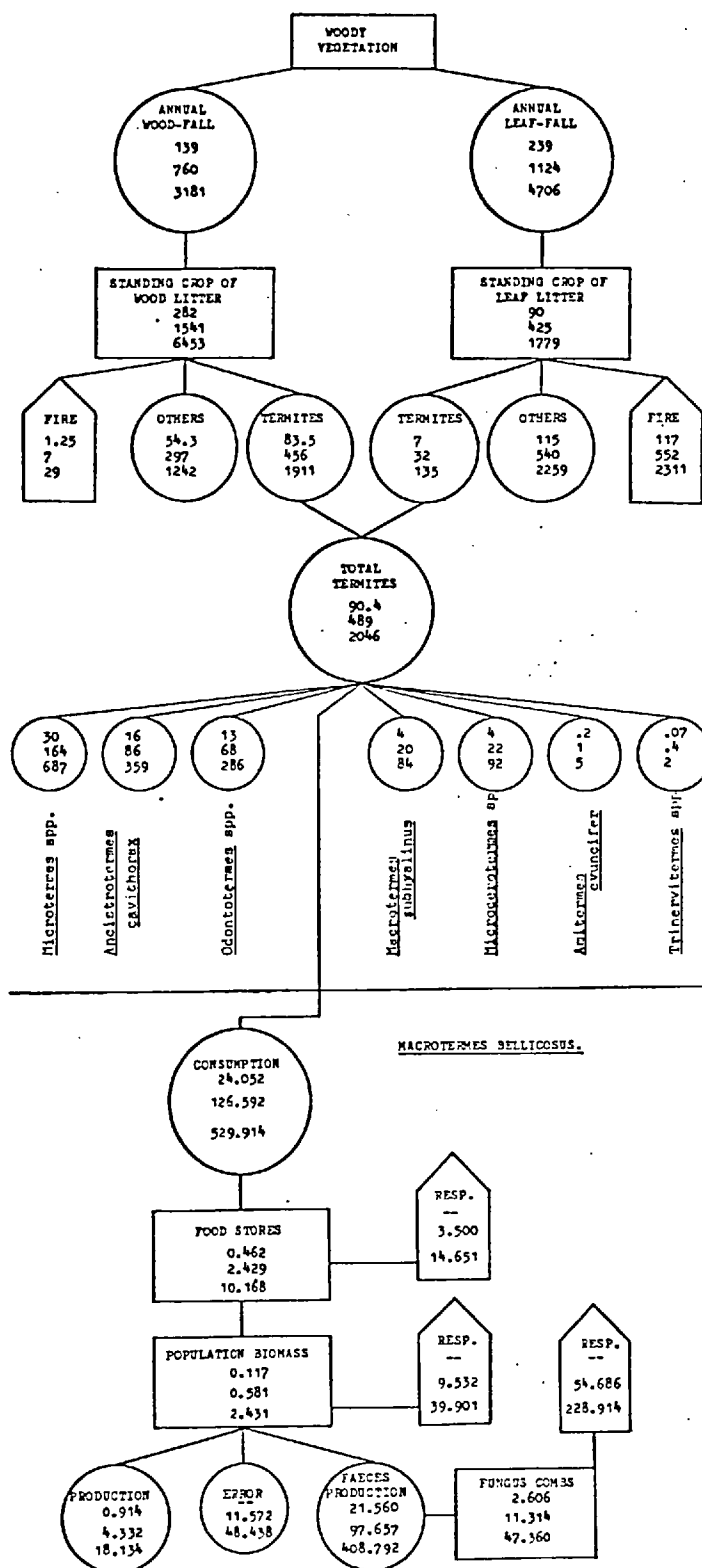 WOODY
VEGETATION
ANNUAL
WOOD-FALL
139
760
3181
ANNUAL
LEAF-FALL
239
1124
4706
STANDING CROP OF
WOOD LITTER
282
1541
6453
STANDING CROP OF
LEAF LITTER
90
425
1779
FIRE
1.25
7
29
OTHERS
54.3
297
1242
TERMITES
83.5
456
1911
TERMITES
7
32
135
OTHERS
115
540
2259
FIRE
117
552
2311
TOTAL
TERMITES
90.4
489
2046
30
164
687
16
86
359
13
68
286
4
20
84
4
22
92
.2
1
5
.07
.4
2
Microtermes spp.
Ancistrotermes
cavithorax
Odontotermes spp.
Macrotermes
subhyalinus
Microcerotermes sp
Amitermes
evuncifer
Trinervitermes spp
MACROTERMES BELLICOSUS.
CONSUMPTION
24.052
126.592
529.914
RESP.
--
3.500
14.651
FOOD STORES
0.462
2.429
10.168
POPULATION BIOMASS
0.117
0.581
2.431
RESP.
--
9.532
39.901
RESP.
--
54.686
228.914
PRODUCTION
0.914
4.332
18.134
ERROR
--
11.572
48.438
FAECES
PRODUCTION
21.560
97.657
408.792
FUNGUS COMBS
2.606
11.314
47.360